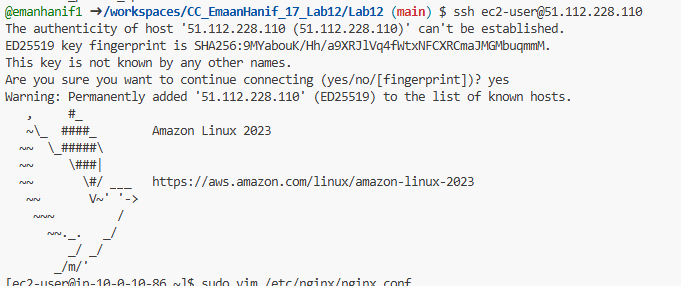 @emanhanif1 →/workspaces/CC_EmaanHanif_17_Lab12/Lab12 (main) $ ssh ec2-user@51.112.228.110
The authenticity of host '51.112.228.110 (51.112.228.110)' can't be established.
ED25519 key fingerprint is SHA256:9MYabouK/Hh/a9XRJlVq4fWtxNFCXRCmaJMGMbuqmmM.
This key is not known by any other names.
Are you sure you want to continue connecting (yes/no/[fingerprint])? yes
Warning: Permanently added '51.112.228.110' (ED25519) to the list of known hosts.
   ,     #_
   ~\_  ####_        Amazon Linux 2023
  ~~  \_#####\
  ~~     \###|
  ~~       \#/ ___   https://aws.amazon.com/linux/amazon-linux-2023
   ~~       V~' '->
    ~~~         /
      ~~._.   _/
         _/ _/
       _/m/'
[ec2-user@ip-10-0-10-86 ~]$ sudo vim /etc/nginx/nginx.conf